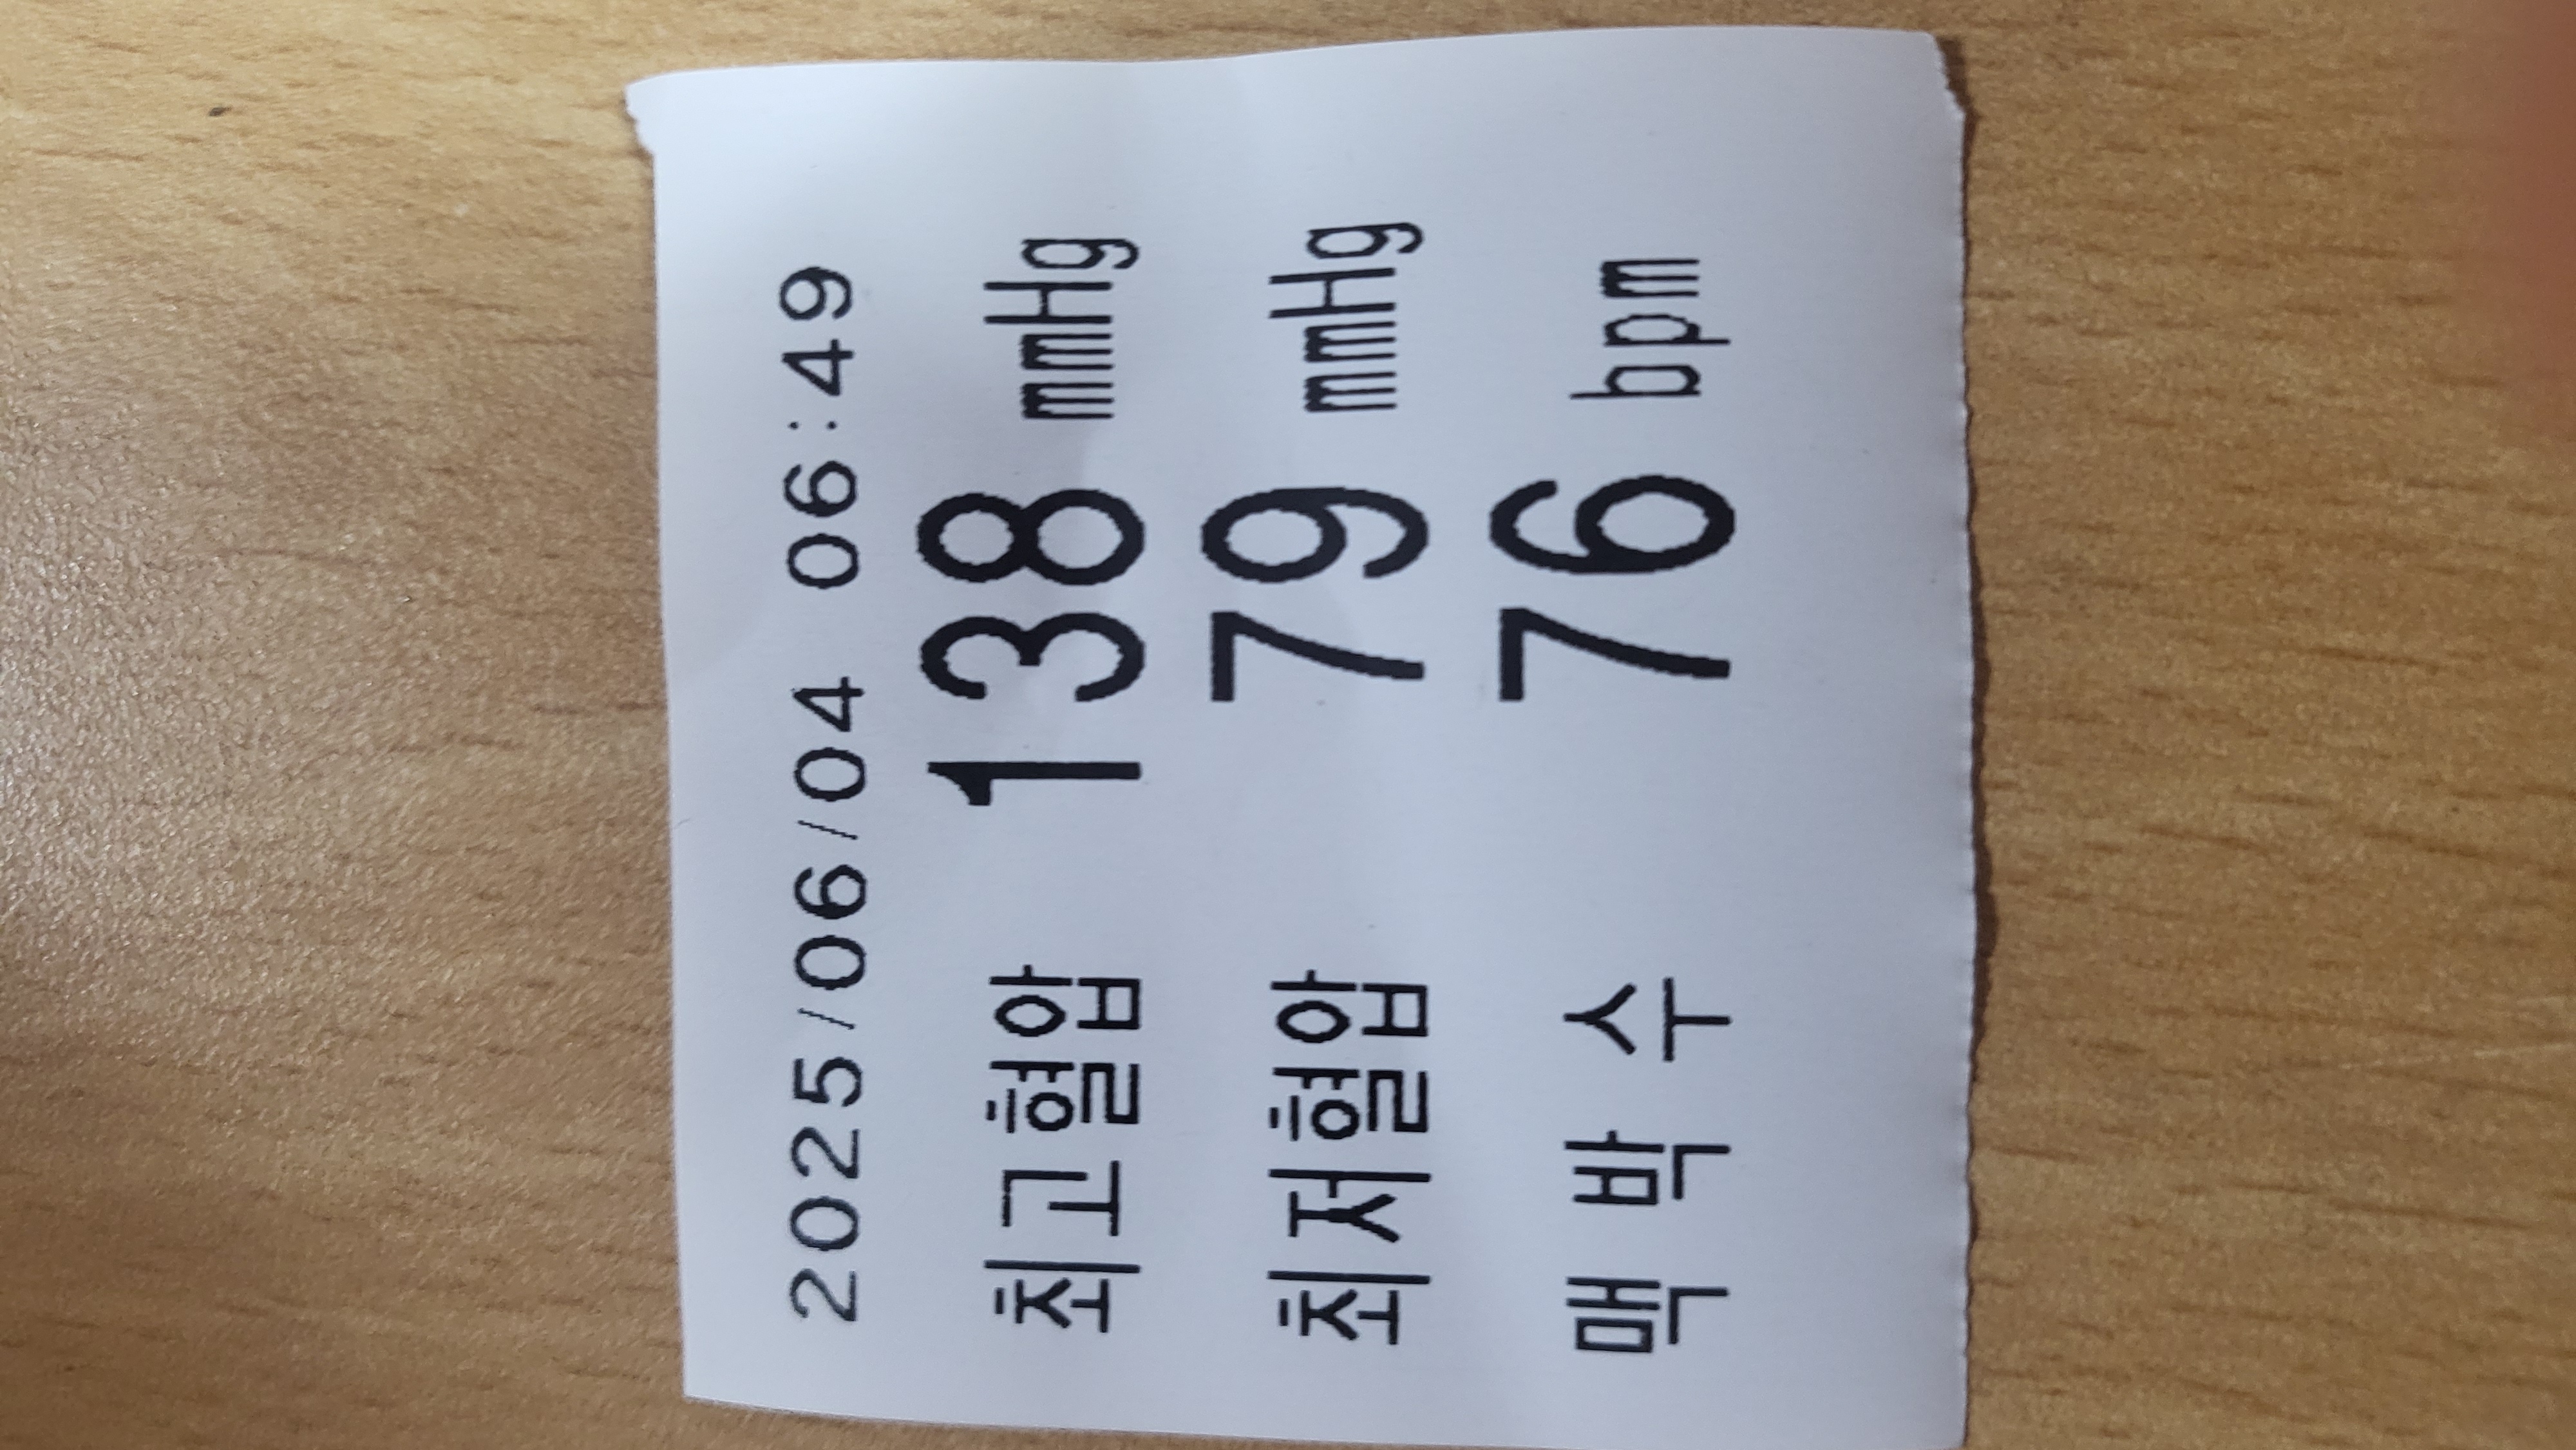 2025/06/04 06:49
최고혈압 138 mmHg
최저혈압 79 mmHg
맥 박 수 76 bpm